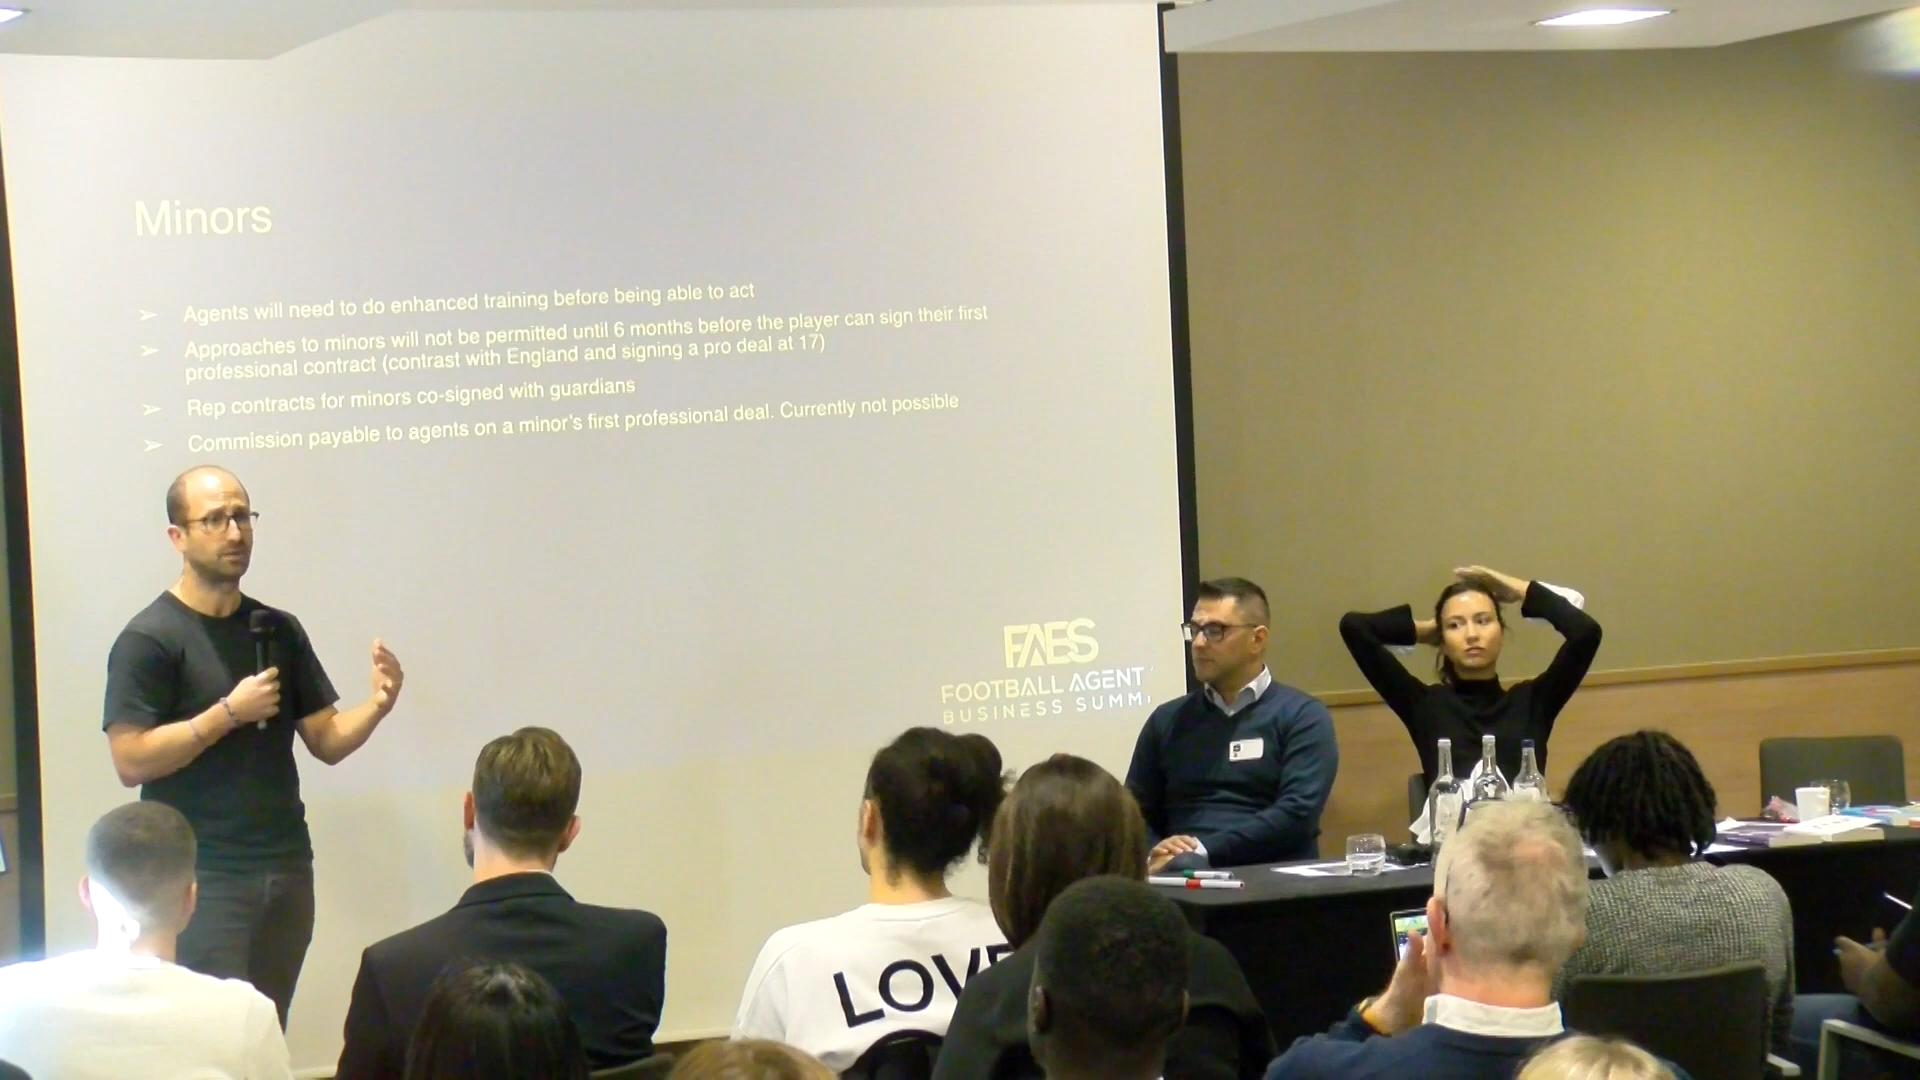 Minors
➢ Agents will need to do enhanced training before being able to act
➢ Approaches to minors will not be permitted until 6 months before the player can sign their first
professional contract (contrast with England and signing a pro deal at 17)
➢ Rep contracts for minors co-signed with guardians
➢ Commission payable to agents on a minor's first professional deal. Currently not possible
FABS
FOOTBALL AGENT
BUSINESS SUMMI
LOVE